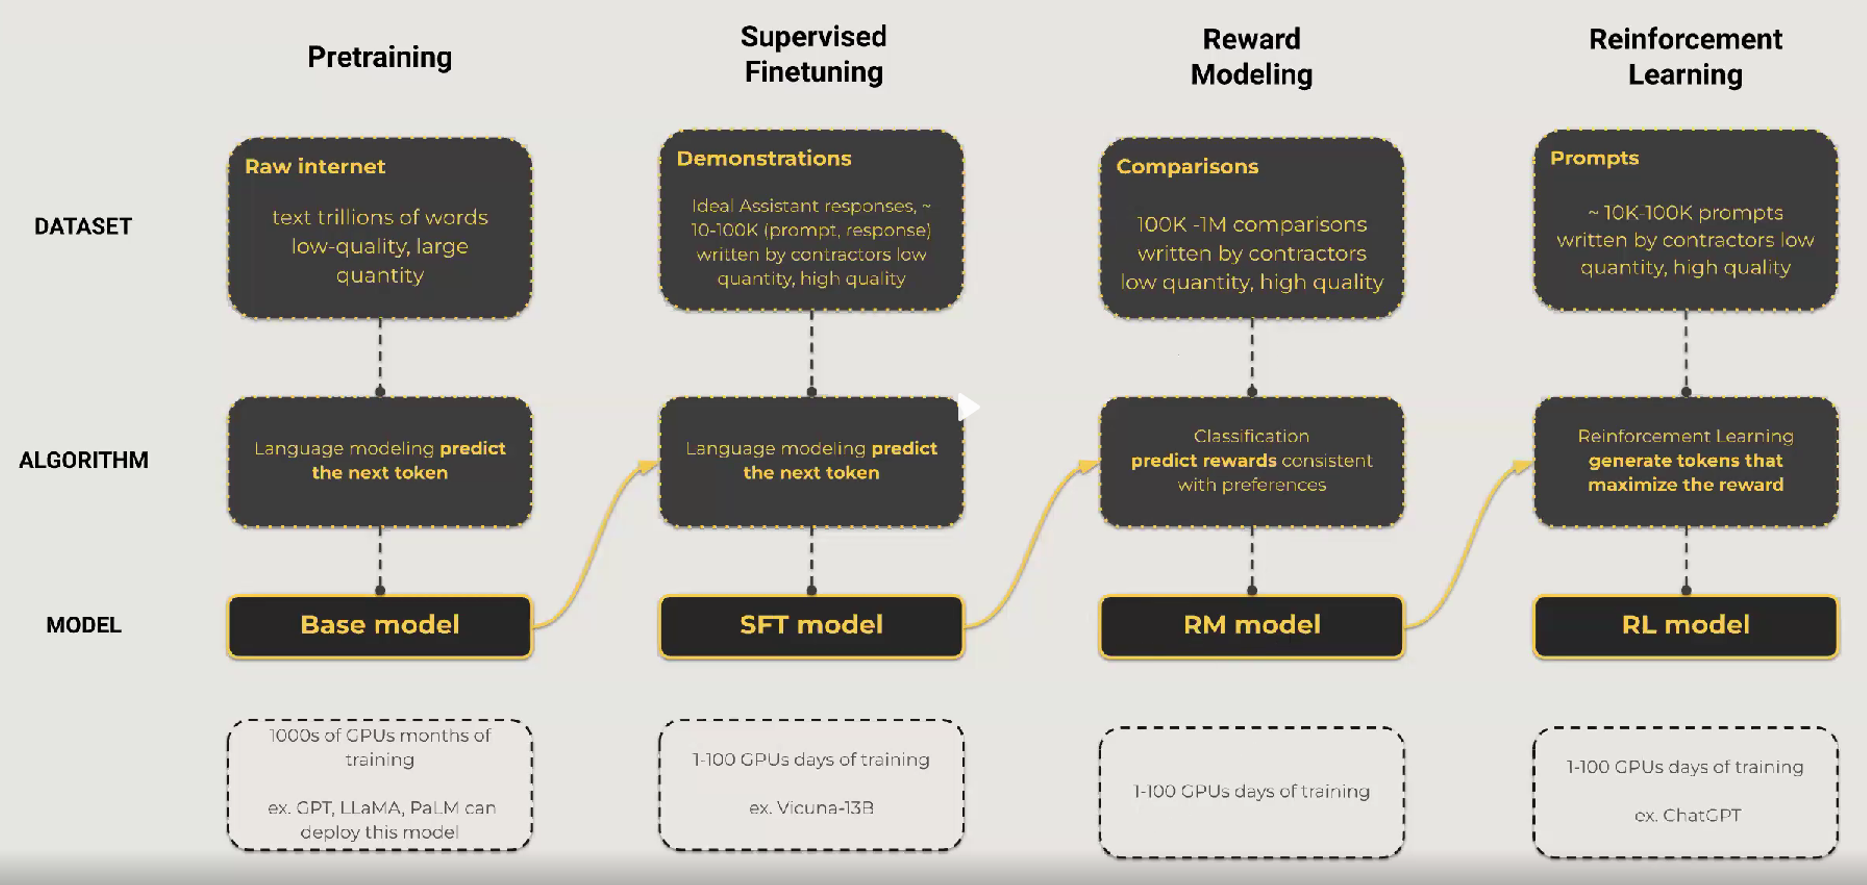 Pretraining
Supervised
Finetuning
Reward
Modeling
Reinforcement
Learning
DATASET
Raw internet
text trillions of words
low-quality, large
quantity
Demonstrations
Ideal Assistant responses, ~
10-100K (prompt, response)
written by contractors low
quantity, high quality
Comparisons
100K -1M comparisons
written by contractors
low quantity, high quality
Prompts
~ 10K-100K prompts
written by contractors low
quantity, high quality
ALGORITHM
Language modeling predict
the next token
Language modeling predict
the next token
Classification
predict rewards consistent
with preferences
Reinforcement Learning
generate tokens that
maximize the reward
MODEL
Base model
SFT model
RM model
RL model
1000s of GPUs months of
training
ex. GPT, LLaMA, PaLM can
deploy this model
1-100 GPUs days of training
ex. Vicuna-13B
1-100 GPUs days of training
1-100 GPUs days of training
ex. ChatGPT